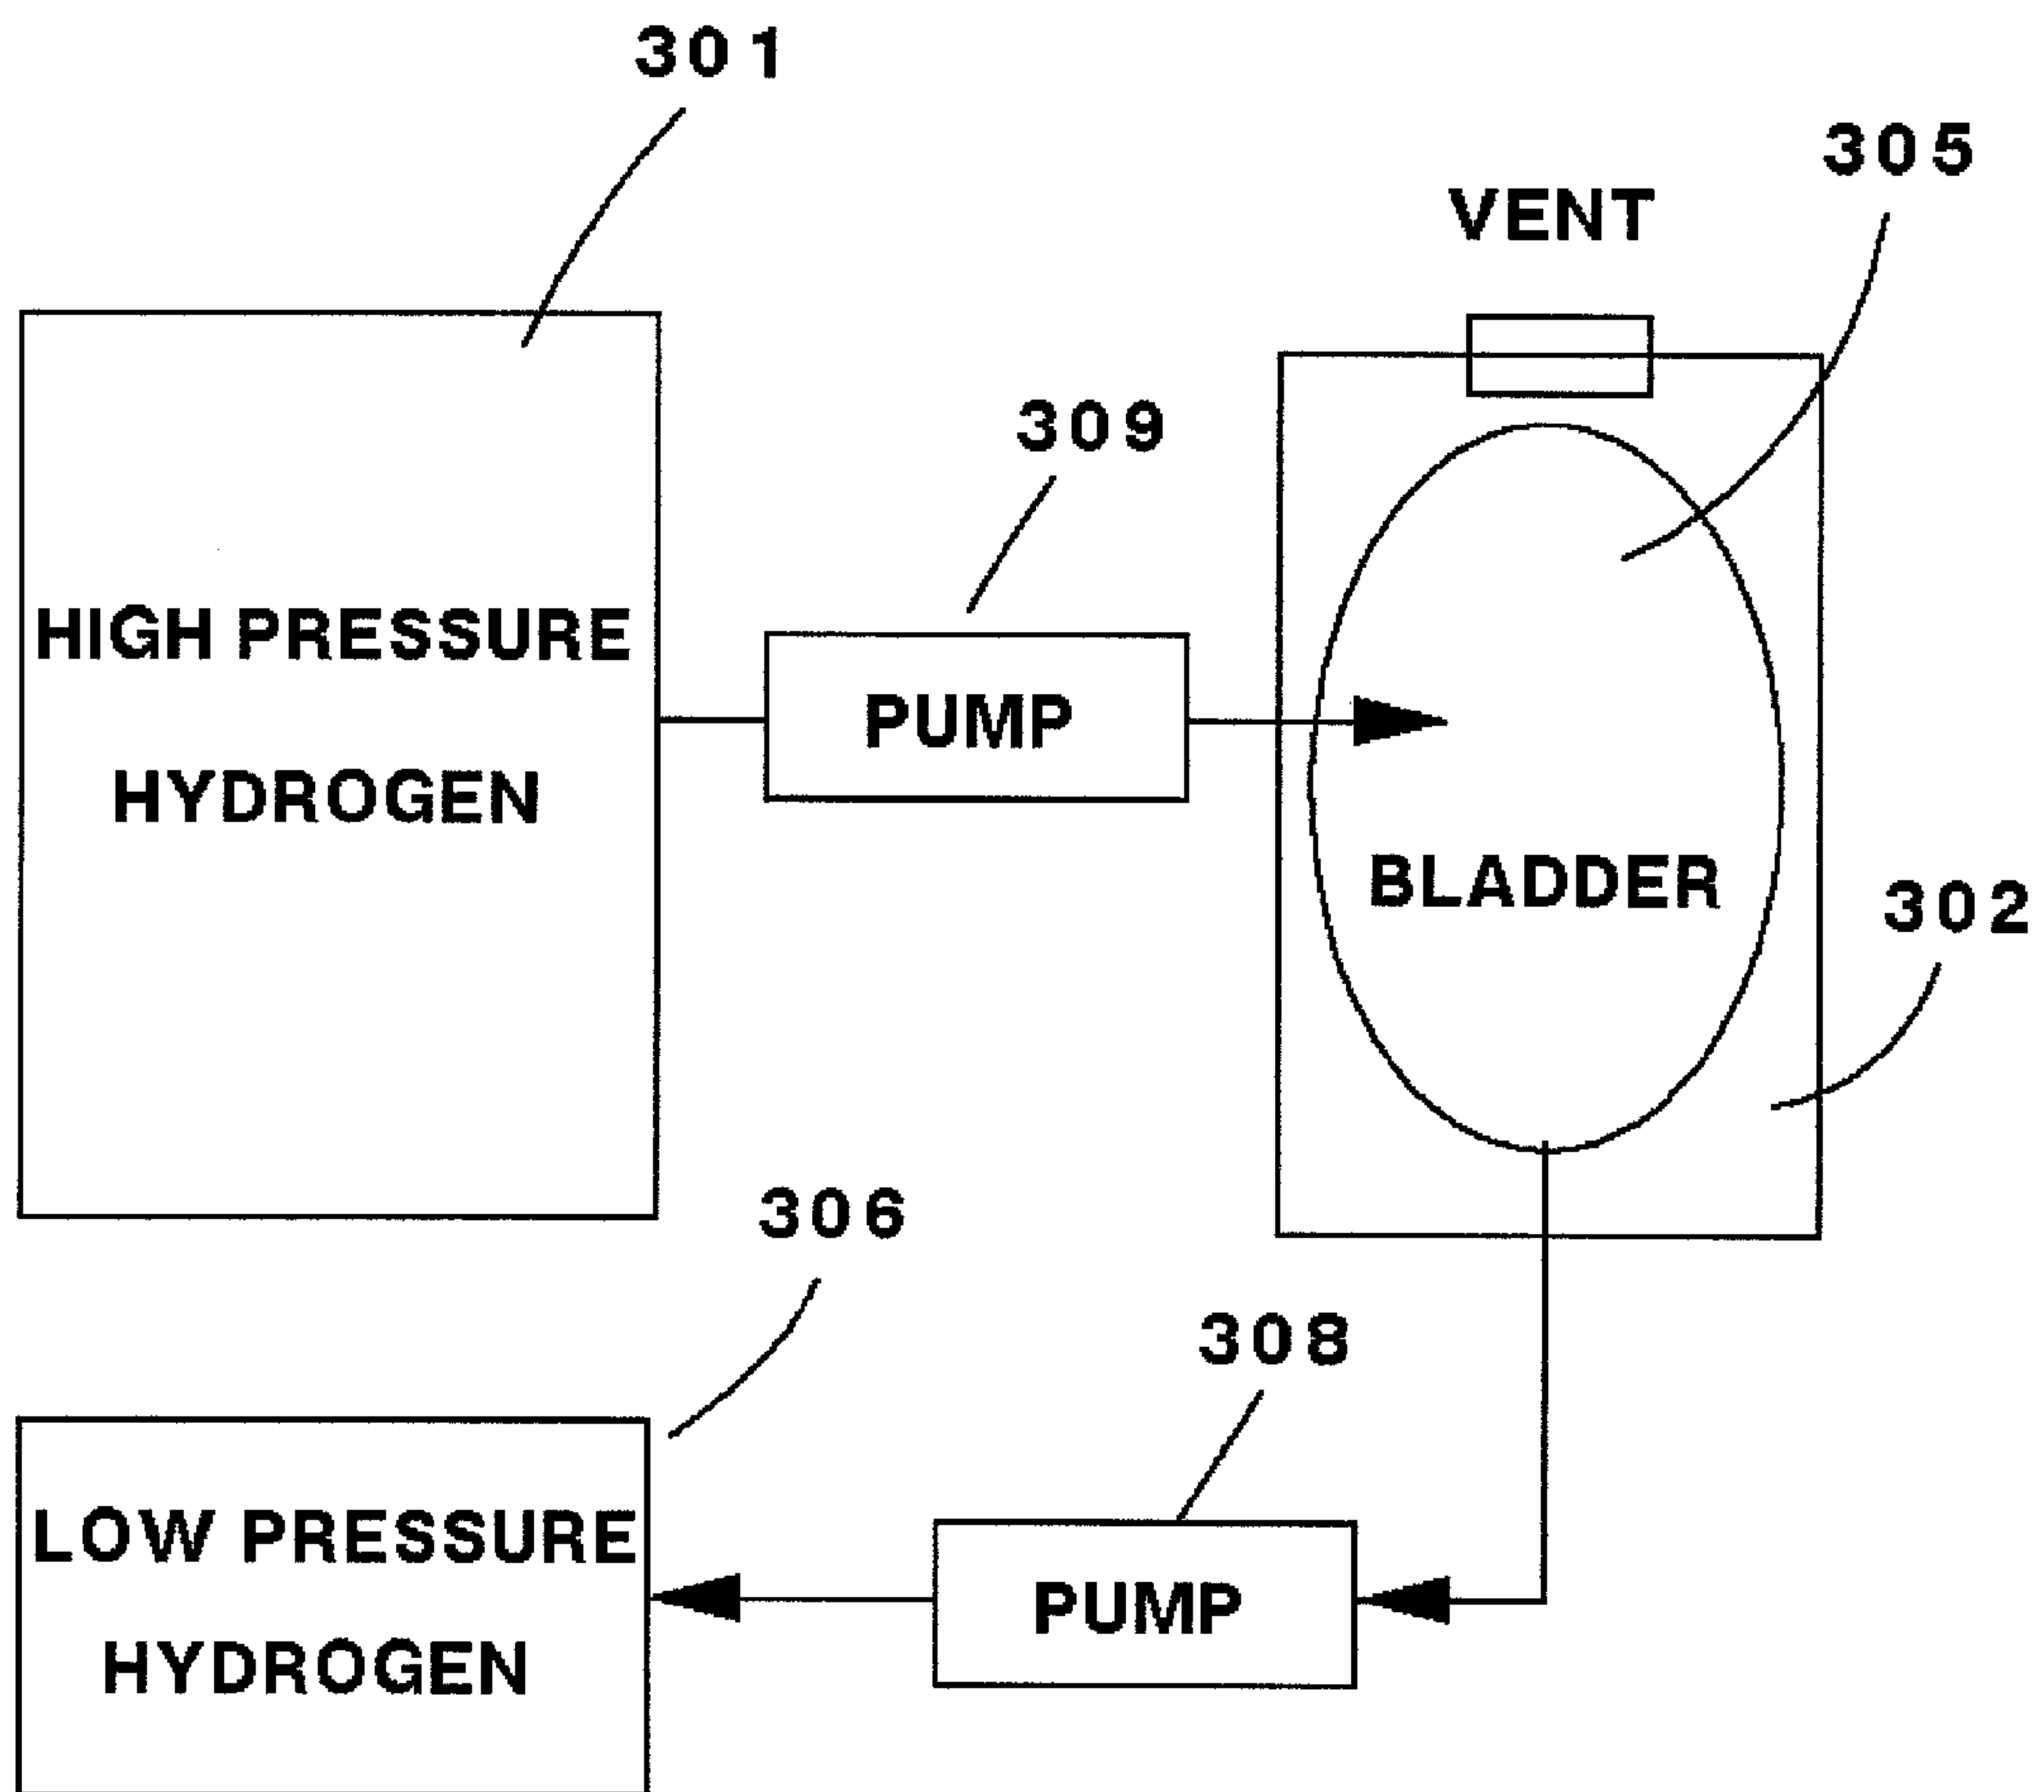 301
305
VENT
309
HIGH PRESSURE
HYDROGEN
PUMP
BLADDER
302
306
308
LOW PRESSURE
HYDROGEN
PUMP